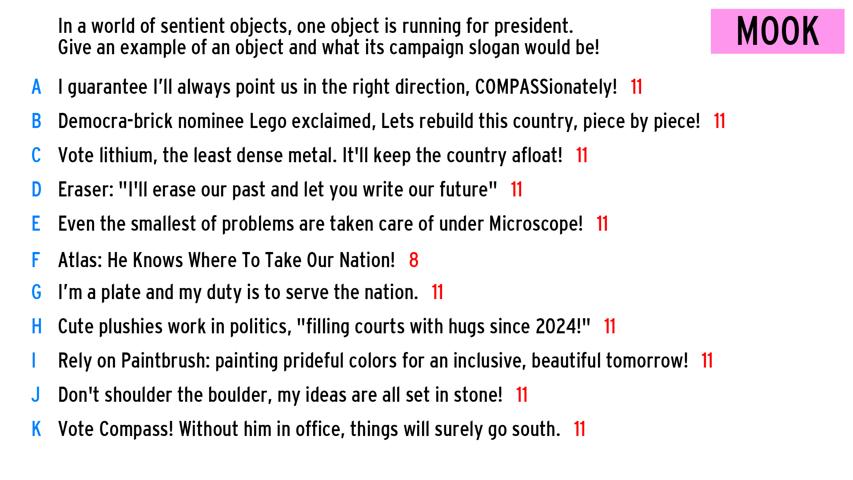 In a world of sentient objects, one object is running for president.
Give an example of an object and what its campaign slogan would be!
MOOK
A I guarantee I'll always point us in the right direction, COMPASSionately! 11
B Democra-brick nominee Lego exclaimed, Lets rebuild this country, piece by piece! 11
C Vote lithium, the least dense metal. It'll keep the country afloat! 11
D Eraser: "I'll erase our past and let you write our future" 11
E Even the smallest of problems are taken care of under Microscope! 11
F Atlas: He Knows Where To Take Our Nation! 8
G I'm a plate and my duty is to serve the nation. 11
H Cute plushies work in politics, "filling courts with hugs since 2024!" 11
I Rely on Paintbrush: painting prideful colors for an inclusive, beautiful tomorrow! 11
J Don't shoulder the boulder, my ideas are all set in stone! 11
K Vote Compass! Without him in office, things will surely go south. 11